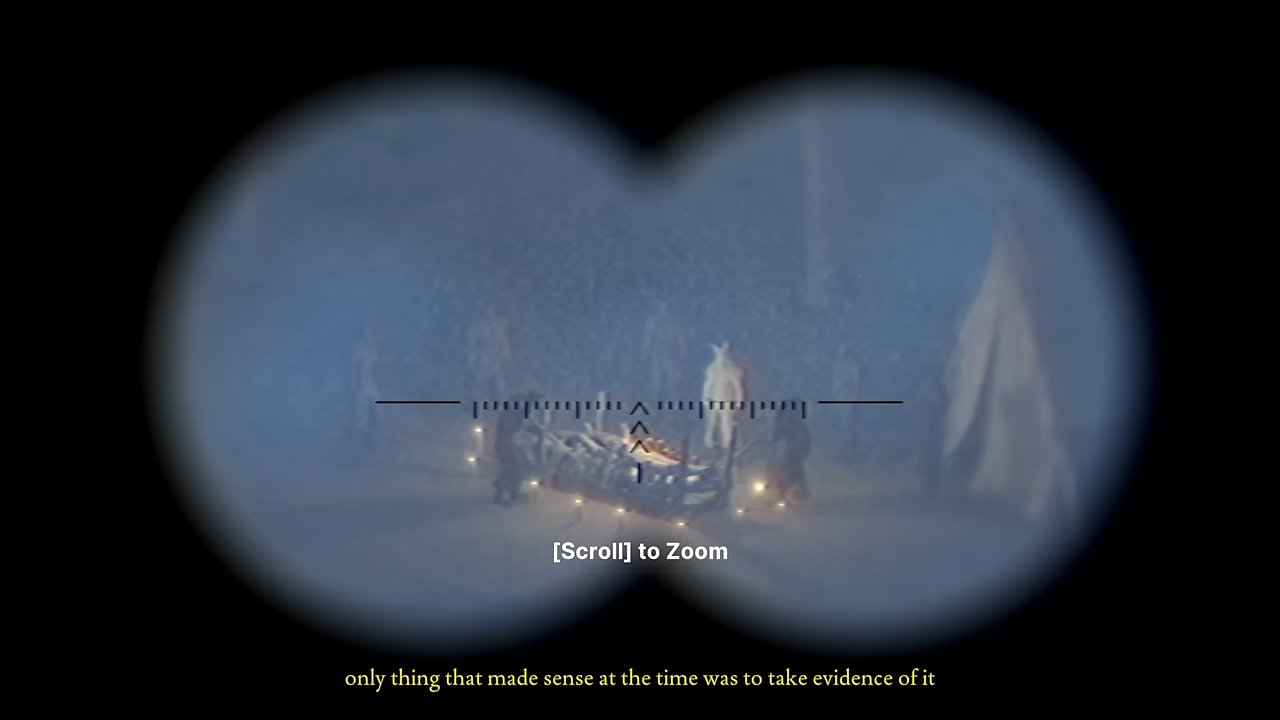 [Scroll] to Zoom
only thing that made sense at the time was to take evidence of it